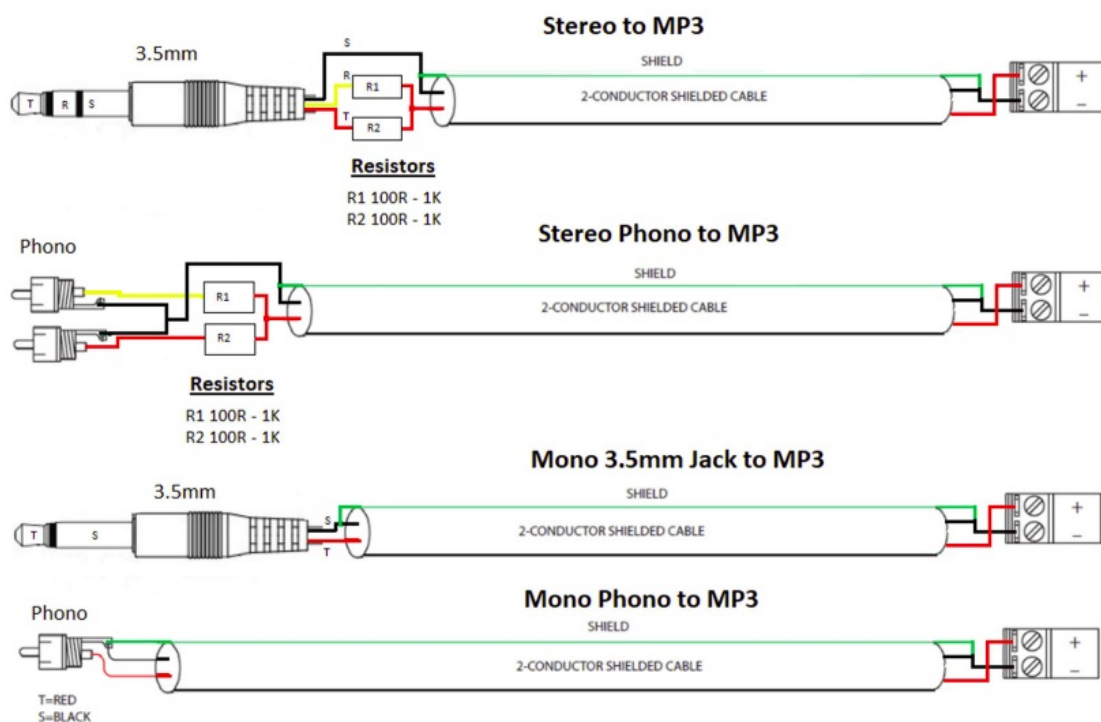 Stereo to MP3
3.5mm
S
SHIELD
R
R1
T R S
2-CONDUCTOR SHIELDED CABLE
+
−
T
R2
Resistors
R1 100R - 1K
R2 100R - 1K
Stereo Phono to MP3
Phono
SHIELD
R1
2-CONDUCTOR SHIELDED CABLE
+
−
R2
Resistors
R1 100R - 1K
R2 100R - 1K
Mono 3.5mm Jack to MP3
3.5mm
SHIELD
S
T S
2-CONDUCTOR SHIELDED CABLE
+
−
T
Mono Phono to MP3
Phono
SHIELD
2-CONDUCTOR SHIELDED CABLE
+
−
T=RED
S=BLACK